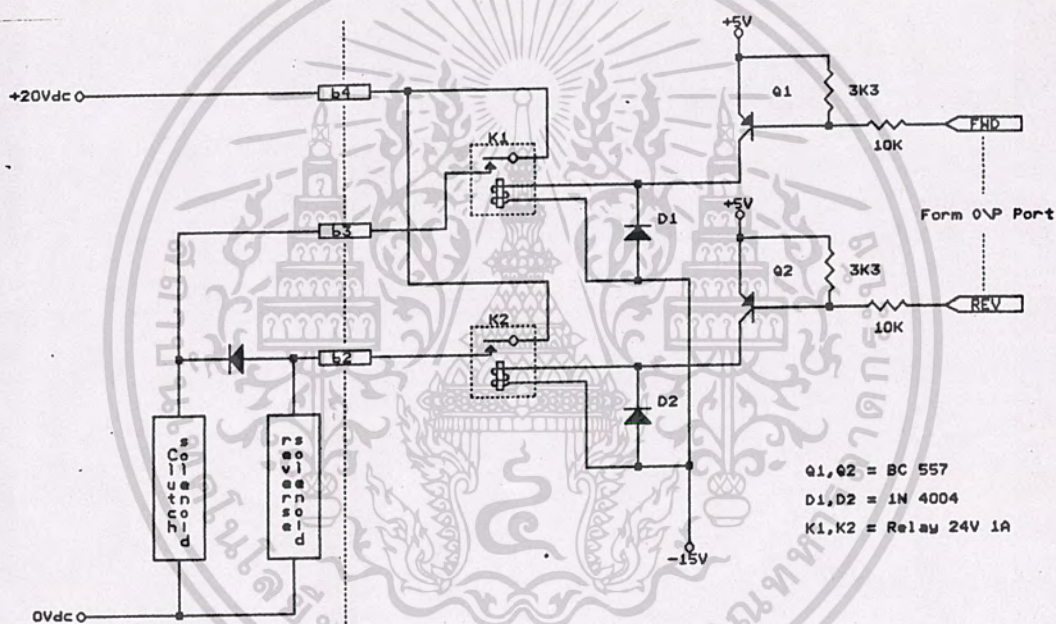 +5V
Q1
3K3
+20Vdc
b4
FWD
K1
10K
+5V
D1
Form O\P Port
b3
Q2
3K3
K2
REV
10K
b2
D2
Clutch
solenoid
reverse
solenoid
Q1,Q2 = BC 557
D1,D2 = 1N 4004
K1,K2 = Relay 24V 1A
-15V
0Vdc